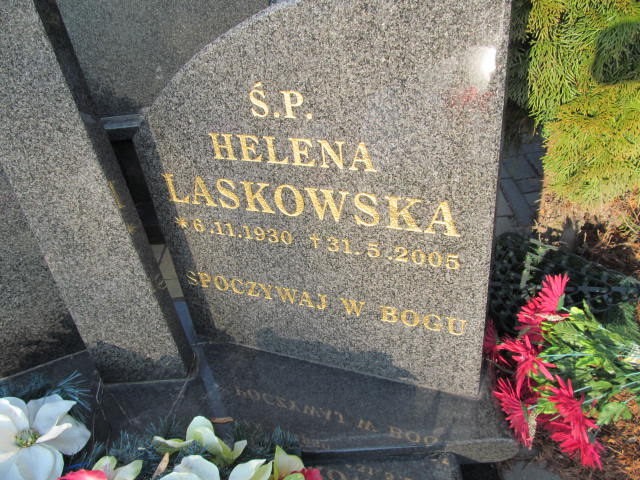 Ś.P.
HELENA
LASKOWSKA
* 6.11.1930 † 31.5.2005
SPOCZYWAJ W BOGU